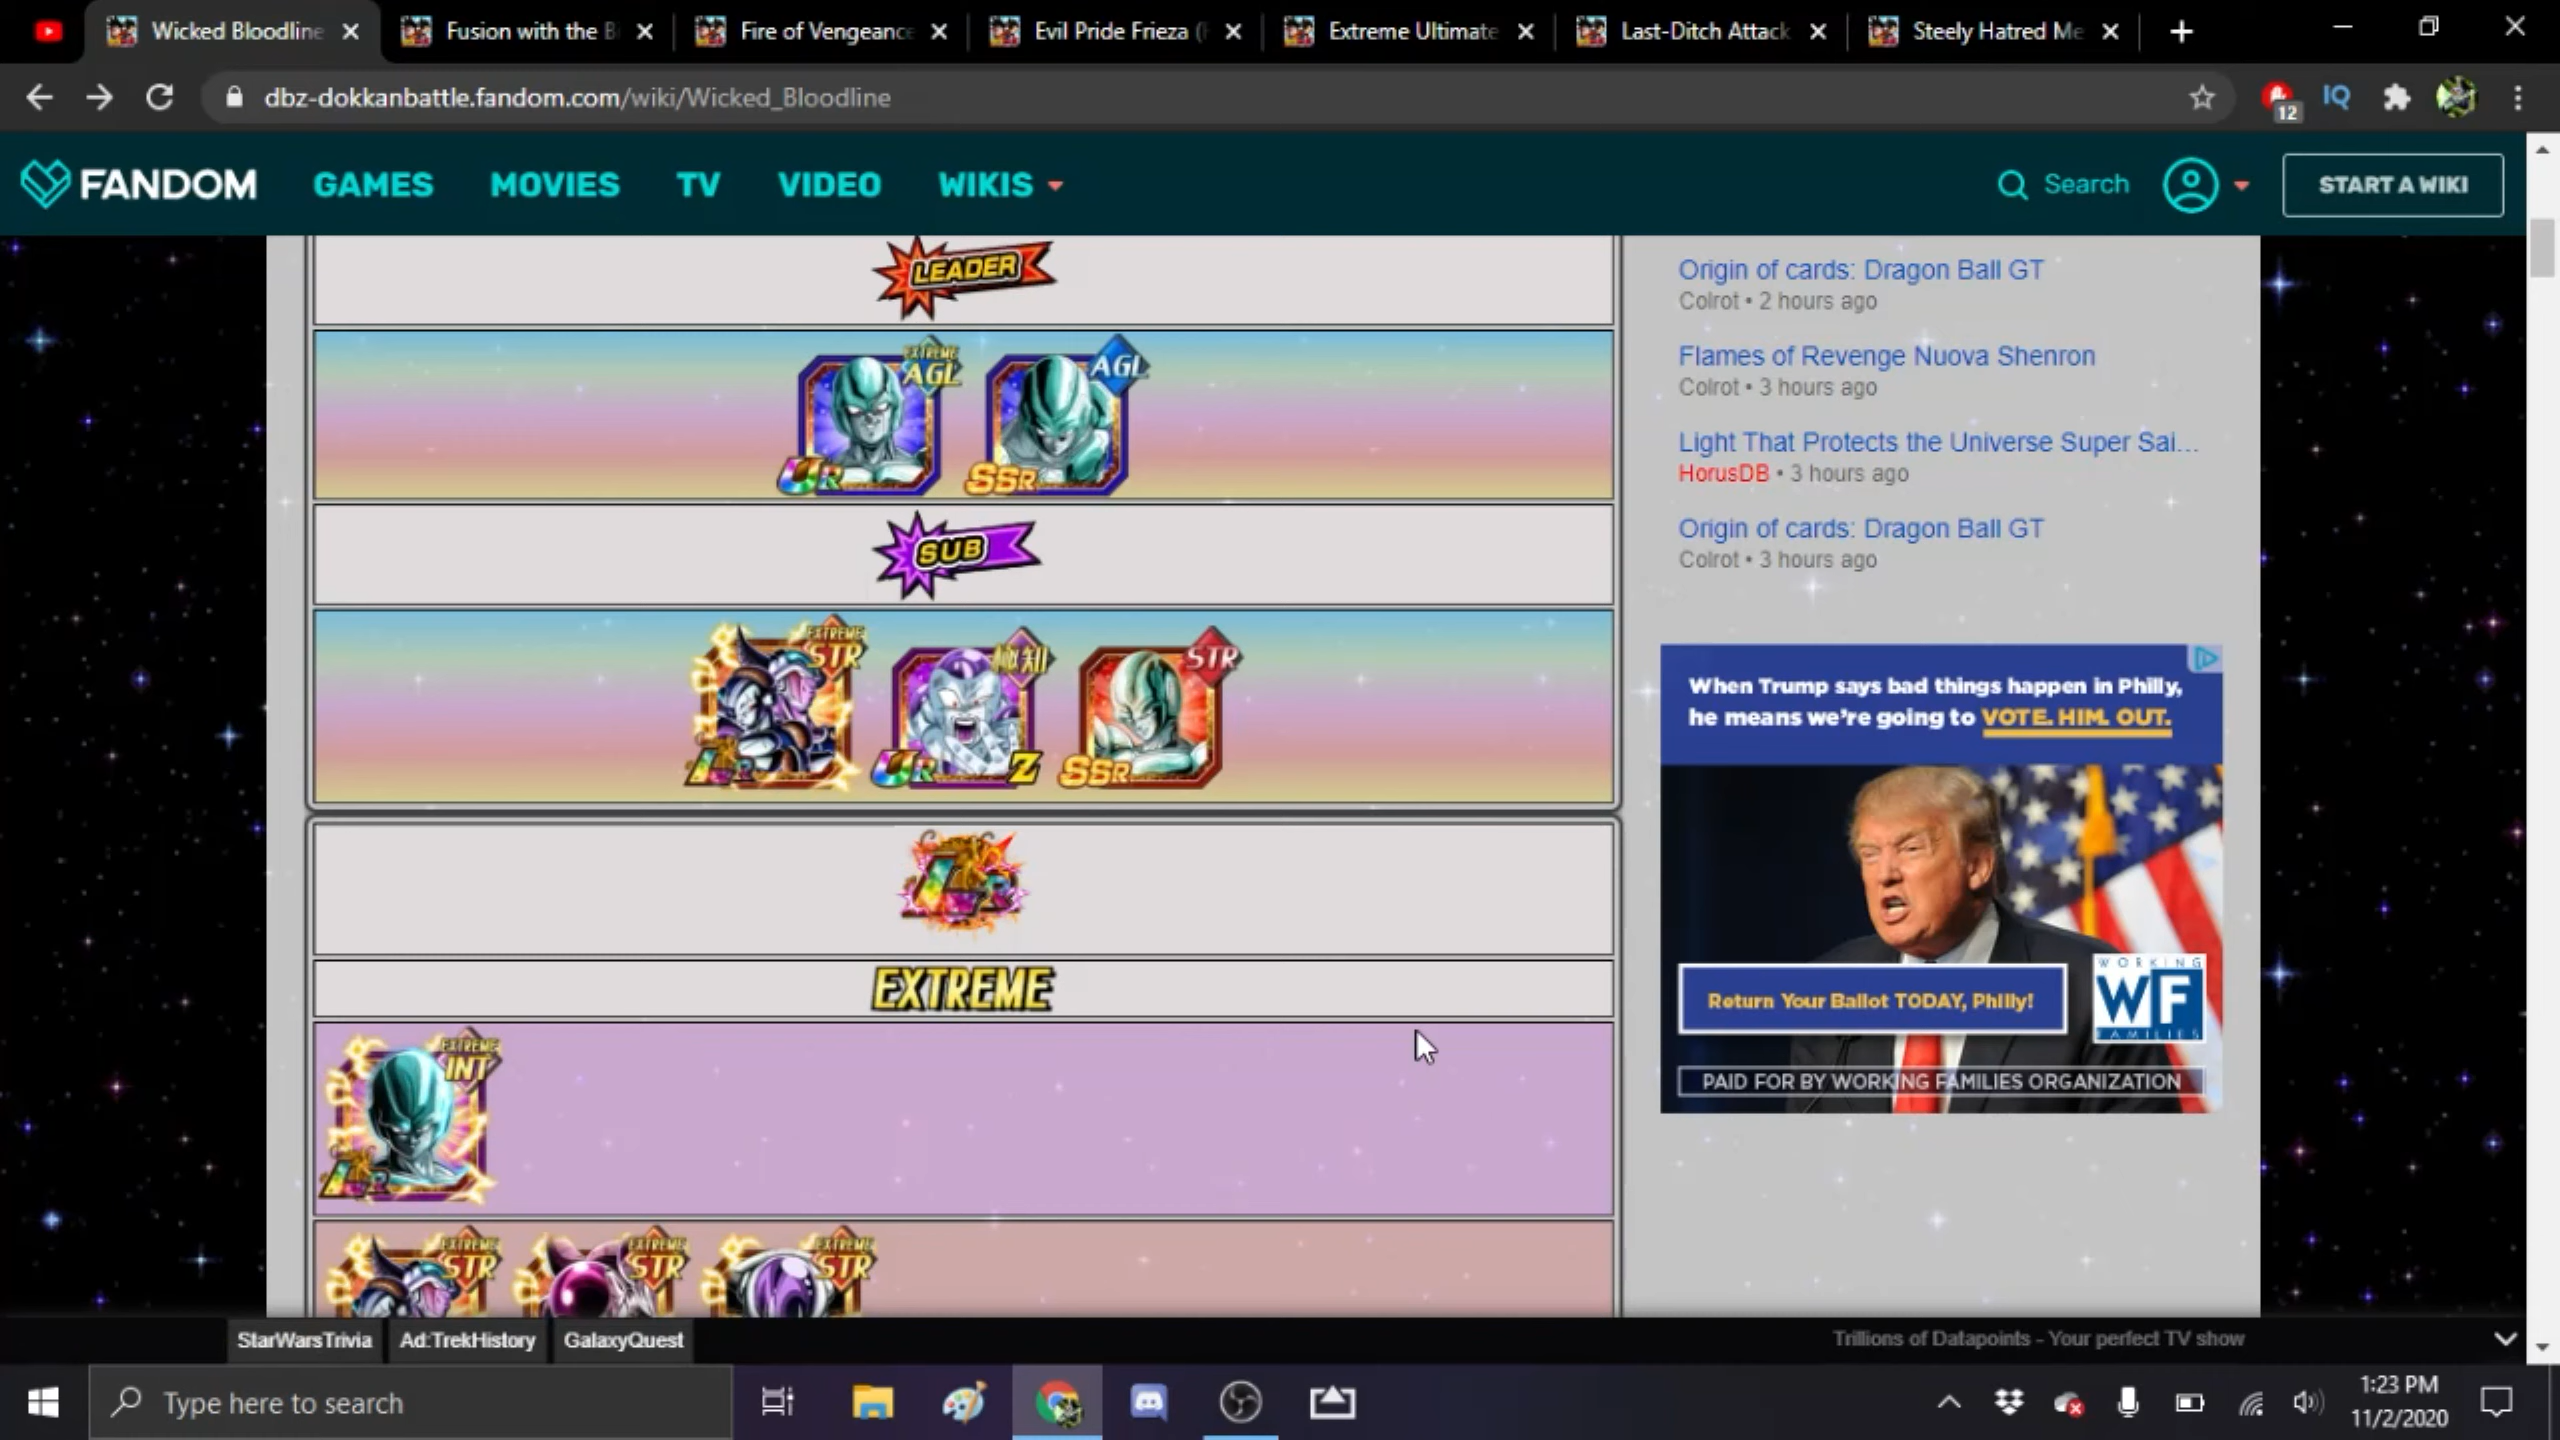 Wicked Bloodline
Fusion with the B
Fire of Vengeance
Evil Pride Frieza (
Extreme Ultimate
Last-Ditch Attack
Steely Hatred Me
dbz-dokkanbattle.fandom.com/wiki/Wicked_Bloodline
12
IQ
FANDOM
GAMES
MOVIES
TV
VIDEO
WIKIS
Search
START A WIKI
LEADER
EXTREME
AGL
UR
AGL
SSR
SUB
EXTREME
STR
LR
極知
UR
Z
STR
SSR
LR
EXTREME
EXTREME
INT
LR
EXTREME
STR
EXTREME
STR
EXTREME
STR
Origin of cards: Dragon Ball GT
Colrot • 2 hours ago
Flames of Revenge Nuova Shenron
Colrot • 3 hours ago
Light That Protects the Universe Super Sai...
HorusDB • 3 hours ago
Origin of cards: Dragon Ball GT
Colrot • 3 hours ago
When Trump says bad things happen in Philly,
he means we're going to VOTE. HIM. OUT.
Return Your Ballot TODAY, Philly!
WORKING
WF
FAMILIES
PAID FOR BY WORKING FAMILIES ORGANIZATION
StarWarsTrivia
Ad:TrekHistory
GalaxyQuest
Trillions of Datapoints - Your perfect TV show
Type here to search
1:23 PM
11/2/2020